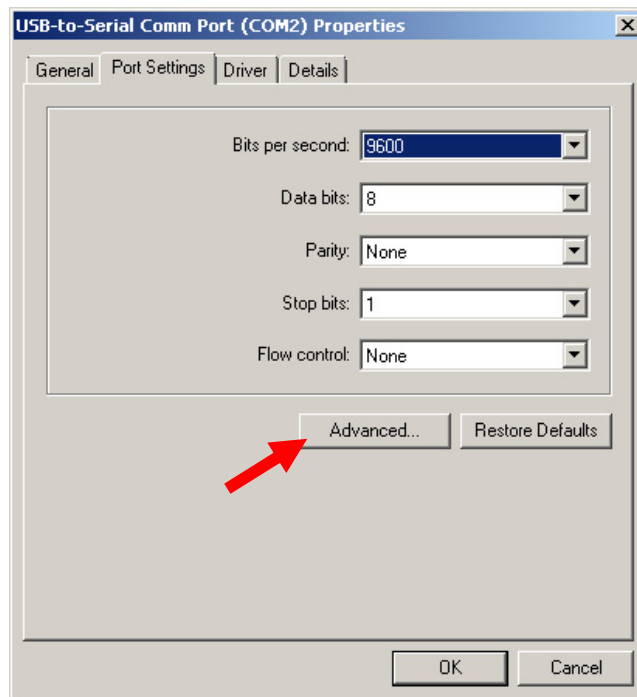 USB-to-Serial Comm Port (COM2) Properties
General Port Settings Driver Details
Bits per second: 9600
Data bits: 8
Parity: None
Stop bits: 1
Flow control: None
Advanced... Restore Defaults
OK Cancel